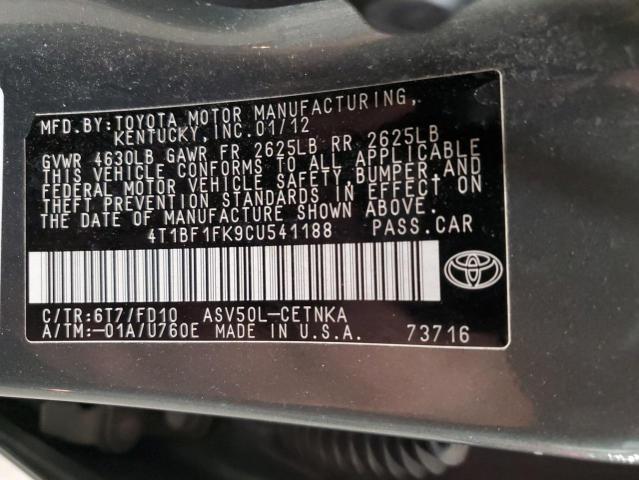 MFD.BY:TOYOTA MOTOR MANUFACTURING,
KENTUCKY, INC.01/12
GVWR 4630LB GAWR FR 2625LB RR 2625LB
THIS VEHICLE CONFORMS TO ALL APPLICABLE
FEDERAL MOTOR VEHICLE SAFETY, BUMPER, AND
THEFT PREVENTION STANDARDS IN EFFECT ON
THE DATE OF MANUFACTURE SHOWN ABOVE.
4T1BF1FK9CU541188 PASS.CAR
C/TR:6T7/FD10 ASV50L-CETNKA
A/TM:-01A/U760E MADE IN U.S.A. 73716